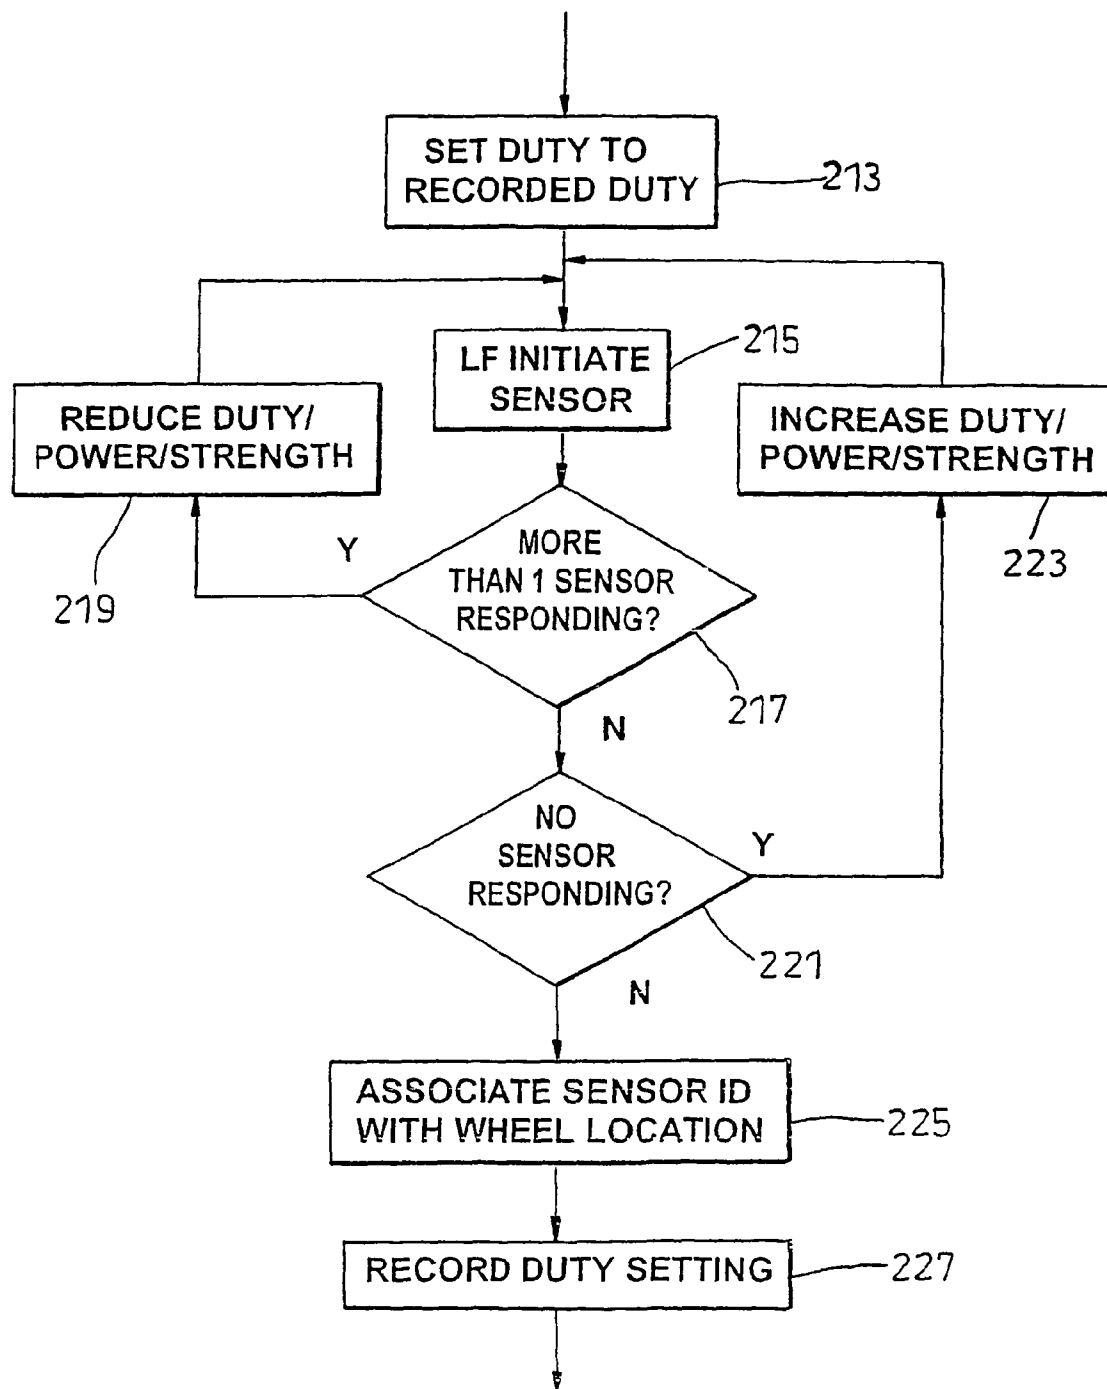 SET DUTY TO
RECORDED DUTY
213
LF INITIATE
SENSOR
215
REDUCE DUTY/
POWER/STRENGTH
219
INCREASE DUTY/
POWER/STRENGTH
223
Y
MORE
THAN 1 SENSOR
RESPONDING?
217
N
NO
SENSOR
RESPONDING?
Y
221
N
ASSOCIATE SENSOR ID
WITH WHEEL LOCATION
225
RECORD DUTY SETTING
227